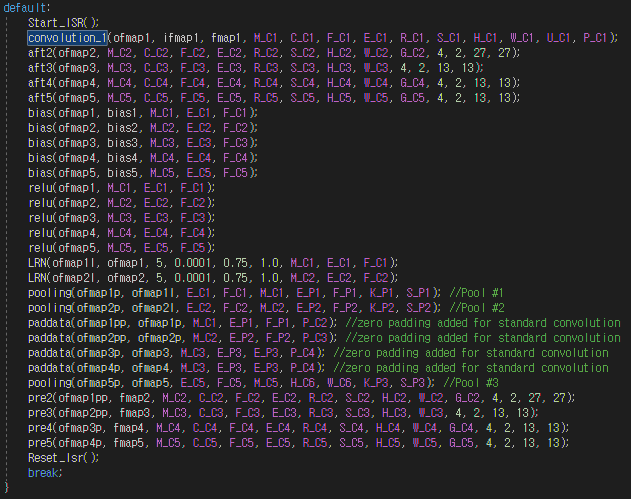 default:
Start_ISR();
convolution_1(ofmap1, ifmap1, fmap1, M_C1, C_C1, F_C1, E_C1, R_C1, S_C1, H_C1, W_C1, U_C1, P_C1);
aft2(ofmap2, M_C2, C_C2, F_C2, E_C2, R_C2, S_C2, H_C2, W_C2, G_C2, 4, 2, 27, 27);
aft3(ofmap3, M_C3, C_C3, F_C3, E_C3, R_C3, S_C3, H_C3, W_C3, 4, 2, 13, 13);
aft4(ofmap4, M_C4, C_C4, F_C4, E_C4, R_C4, S_C4, H_C4, W_C4, G_C4, 4, 2, 13, 13);
aft5(ofmap5, M_C5, C_C5, F_C5, E_C5, R_C5, S_C5, H_C5, W_C5, G_C5, 4, 2, 13, 13);
bias(ofmap1, bias1, M_C1, E_C1, F_C1);
bias(ofmap2, bias2, M_C2, E_C2, F_C2);
bias(ofmap3, bias3, M_C3, E_C3, F_C3);
bias(ofmap4, bias4, M_C4, E_C4, F_C4);
bias(ofmap5, bias5, M_C5, E_C5, F_C5);
relu(ofmap1, M_C1, E_C1, F_C1);
relu(ofmap2, M_C2, E_C2, F_C2);
relu(ofmap3, M_C3, E_C3, F_C3);
relu(ofmap4, M_C4, E_C4, F_C4);
relu(ofmap5, M_C5, E_C5, F_C5);
LRN(ofmap1l, ofmap1, 5, 0.0001, 0.75, 1.0, M_C1, E_C1, F_C1);
LRN(ofmap2l, ofmap2, 5, 0.0001, 0.75, 1.0, M_C2, E_C2, F_C2);
pooling(ofmap1p, ofmap1l, E_C1, F_C1, M_C1, E_P1, F_P1, K_P1, S_P1); //Pool #1
pooling(ofmap2p, ofmap2l, E_C2, F_C2, M_C2, E_P2, F_P2, K_P2, S_P2); //Pool #2
paddata(ofmap1pp, ofmap1p, M_C1, E_P1, F_P1, P_C2); //zero padding added for standard convolution
paddata(ofmap2pp, ofmap2p, M_C2, E_P2, F_P2, P_C3); //zero padding added for standard convolution
paddata(ofmap3p, ofmap3, M_C3, E_P3, E_P3, P_C4); //zero padding added for standard convolution
paddata(ofmap4p, ofmap4, M_C4, E_P3, E_P3, P_C4); //zero padding added for standard convolution
pooling(ofmap5p, ofmap5, E_C5, F_C5, M_C5, H_C6, W_C6, K_P3, S_P3); //Pool #3
pre2(ofmap1pp, fmap2, M_C2, C_C2, F_C2, E_C2, R_C2, S_C2, H_C2, W_C2, G_C2, 4, 2, 27, 27);
pre3(ofmap2pp, fmap3, M_C3, C_C3, F_C3, E_C3, R_C3, S_C3, H_C3, W_C3, 4, 2, 13, 13);
pre4(ofmap3p, fmap4, M_C4, C_C4, F_C4, E_C4, R_C4, S_C4, H_C4, W_C4, G_C4, 4, 2, 13, 13);
pre5(ofmap4p, fmap5, M_C5, C_C5, F_C5, E_C5, R_C5, S_C5, H_C5, W_C5, G_C5, 4, 2, 13, 13);
Reset_Isr();
break;
}